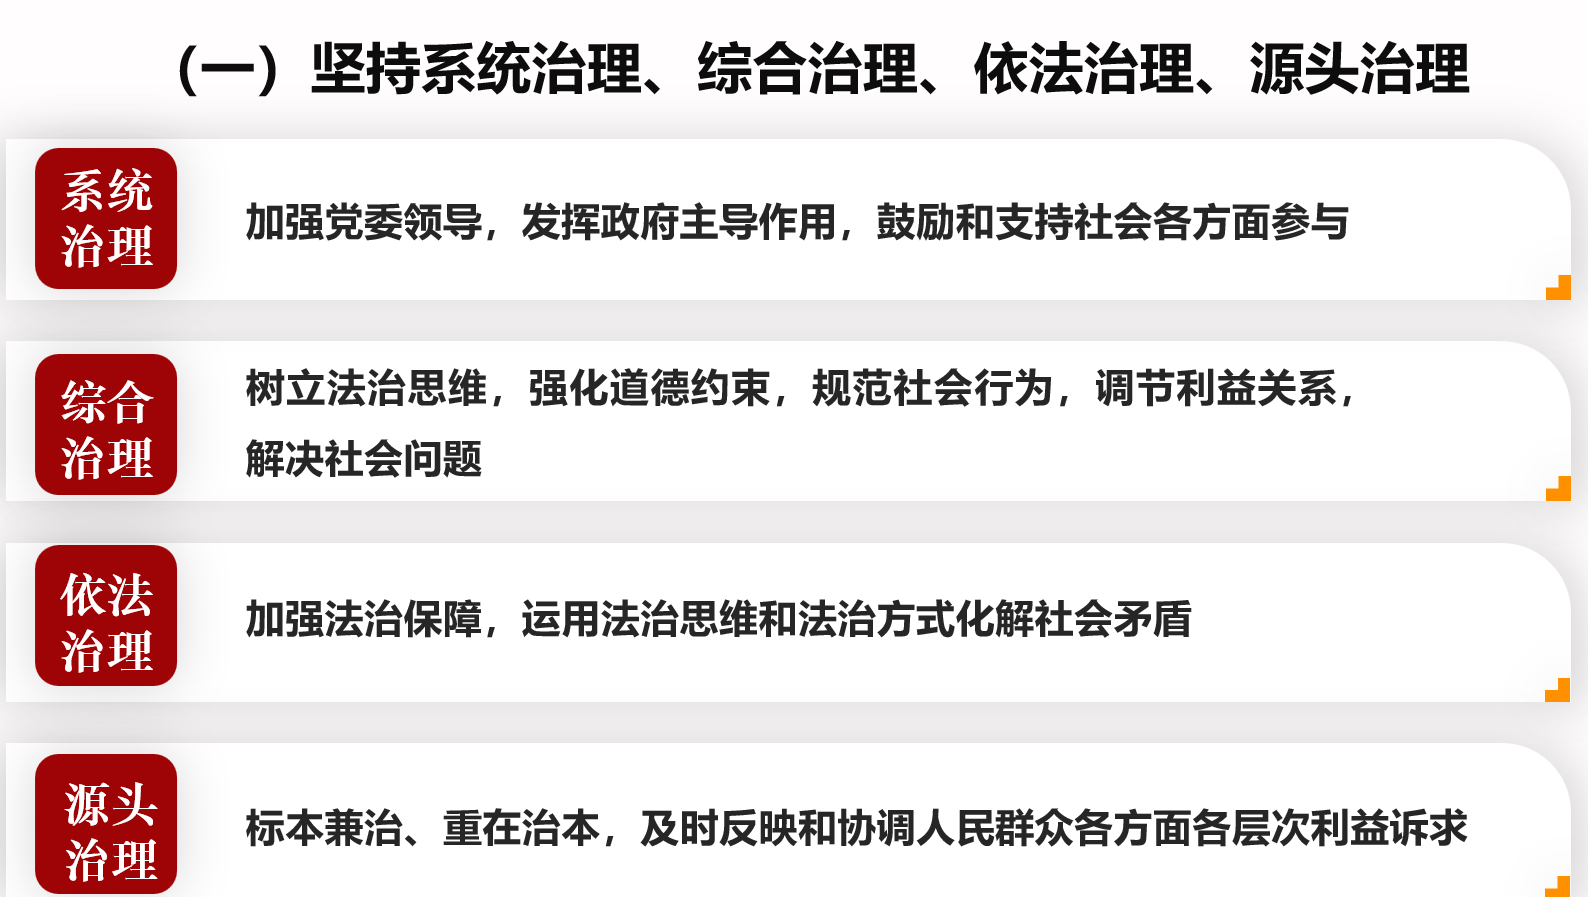 （一）坚持系统治理、综合治理、依法治理、源头治理
系统
治理
加强党委领导，发挥政府主导作用，鼓励和支持社会各方面参与
综合
治理
树立法治思维，强化道德约束，规范社会行为，调节利益关系，
解决社会问题
依法
治理
加强法治保障，运用法治思维和法治方式化解社会矛盾
源头
治理
标本兼治、重在治本，及时反映和协调人民群众各方面各层次利益诉求